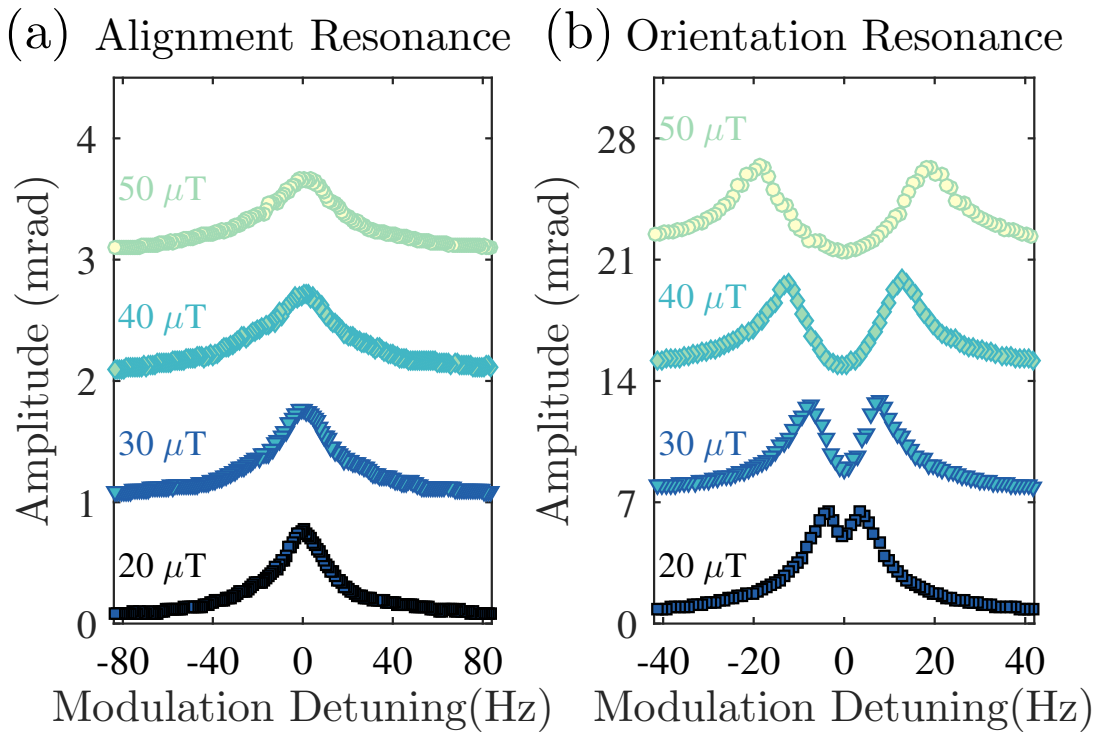 (a) Alignment Resonance
4
3
2
1
0
50 µT
40 µT
30 µT
20 µT
-80 -40 0 40 80
Amplitude (mrad)
Modulation Detuning(Hz)
(b) Orientation Resonance
28
21
14
7
0
50 µT
40 µT
30 µT
20 µT
-40 -20 0 20 40
Amplitude (mrad)
Modulation Detuning(Hz)